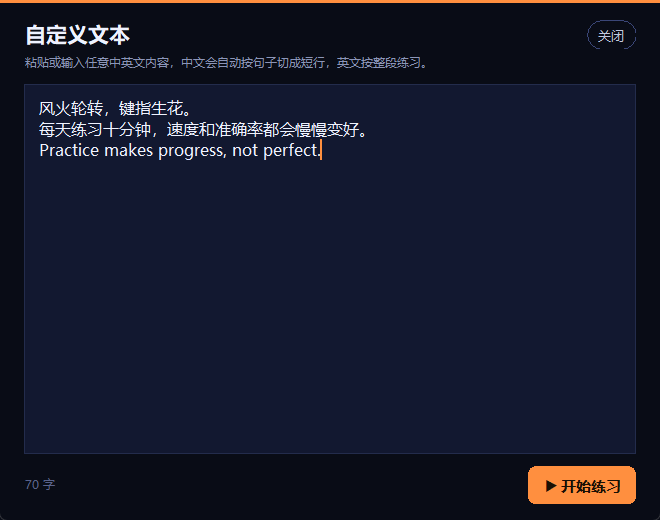 自定义文本
关闭
粘贴或输入任意中英文内容，中文会自动按句子切成短行，英文按整段练习。
风火轮转，键指生花。
每天练习十分钟，速度和准确率都会慢慢变好。
Practice makes progress, not perfect.
70 字
▶ 开始练习